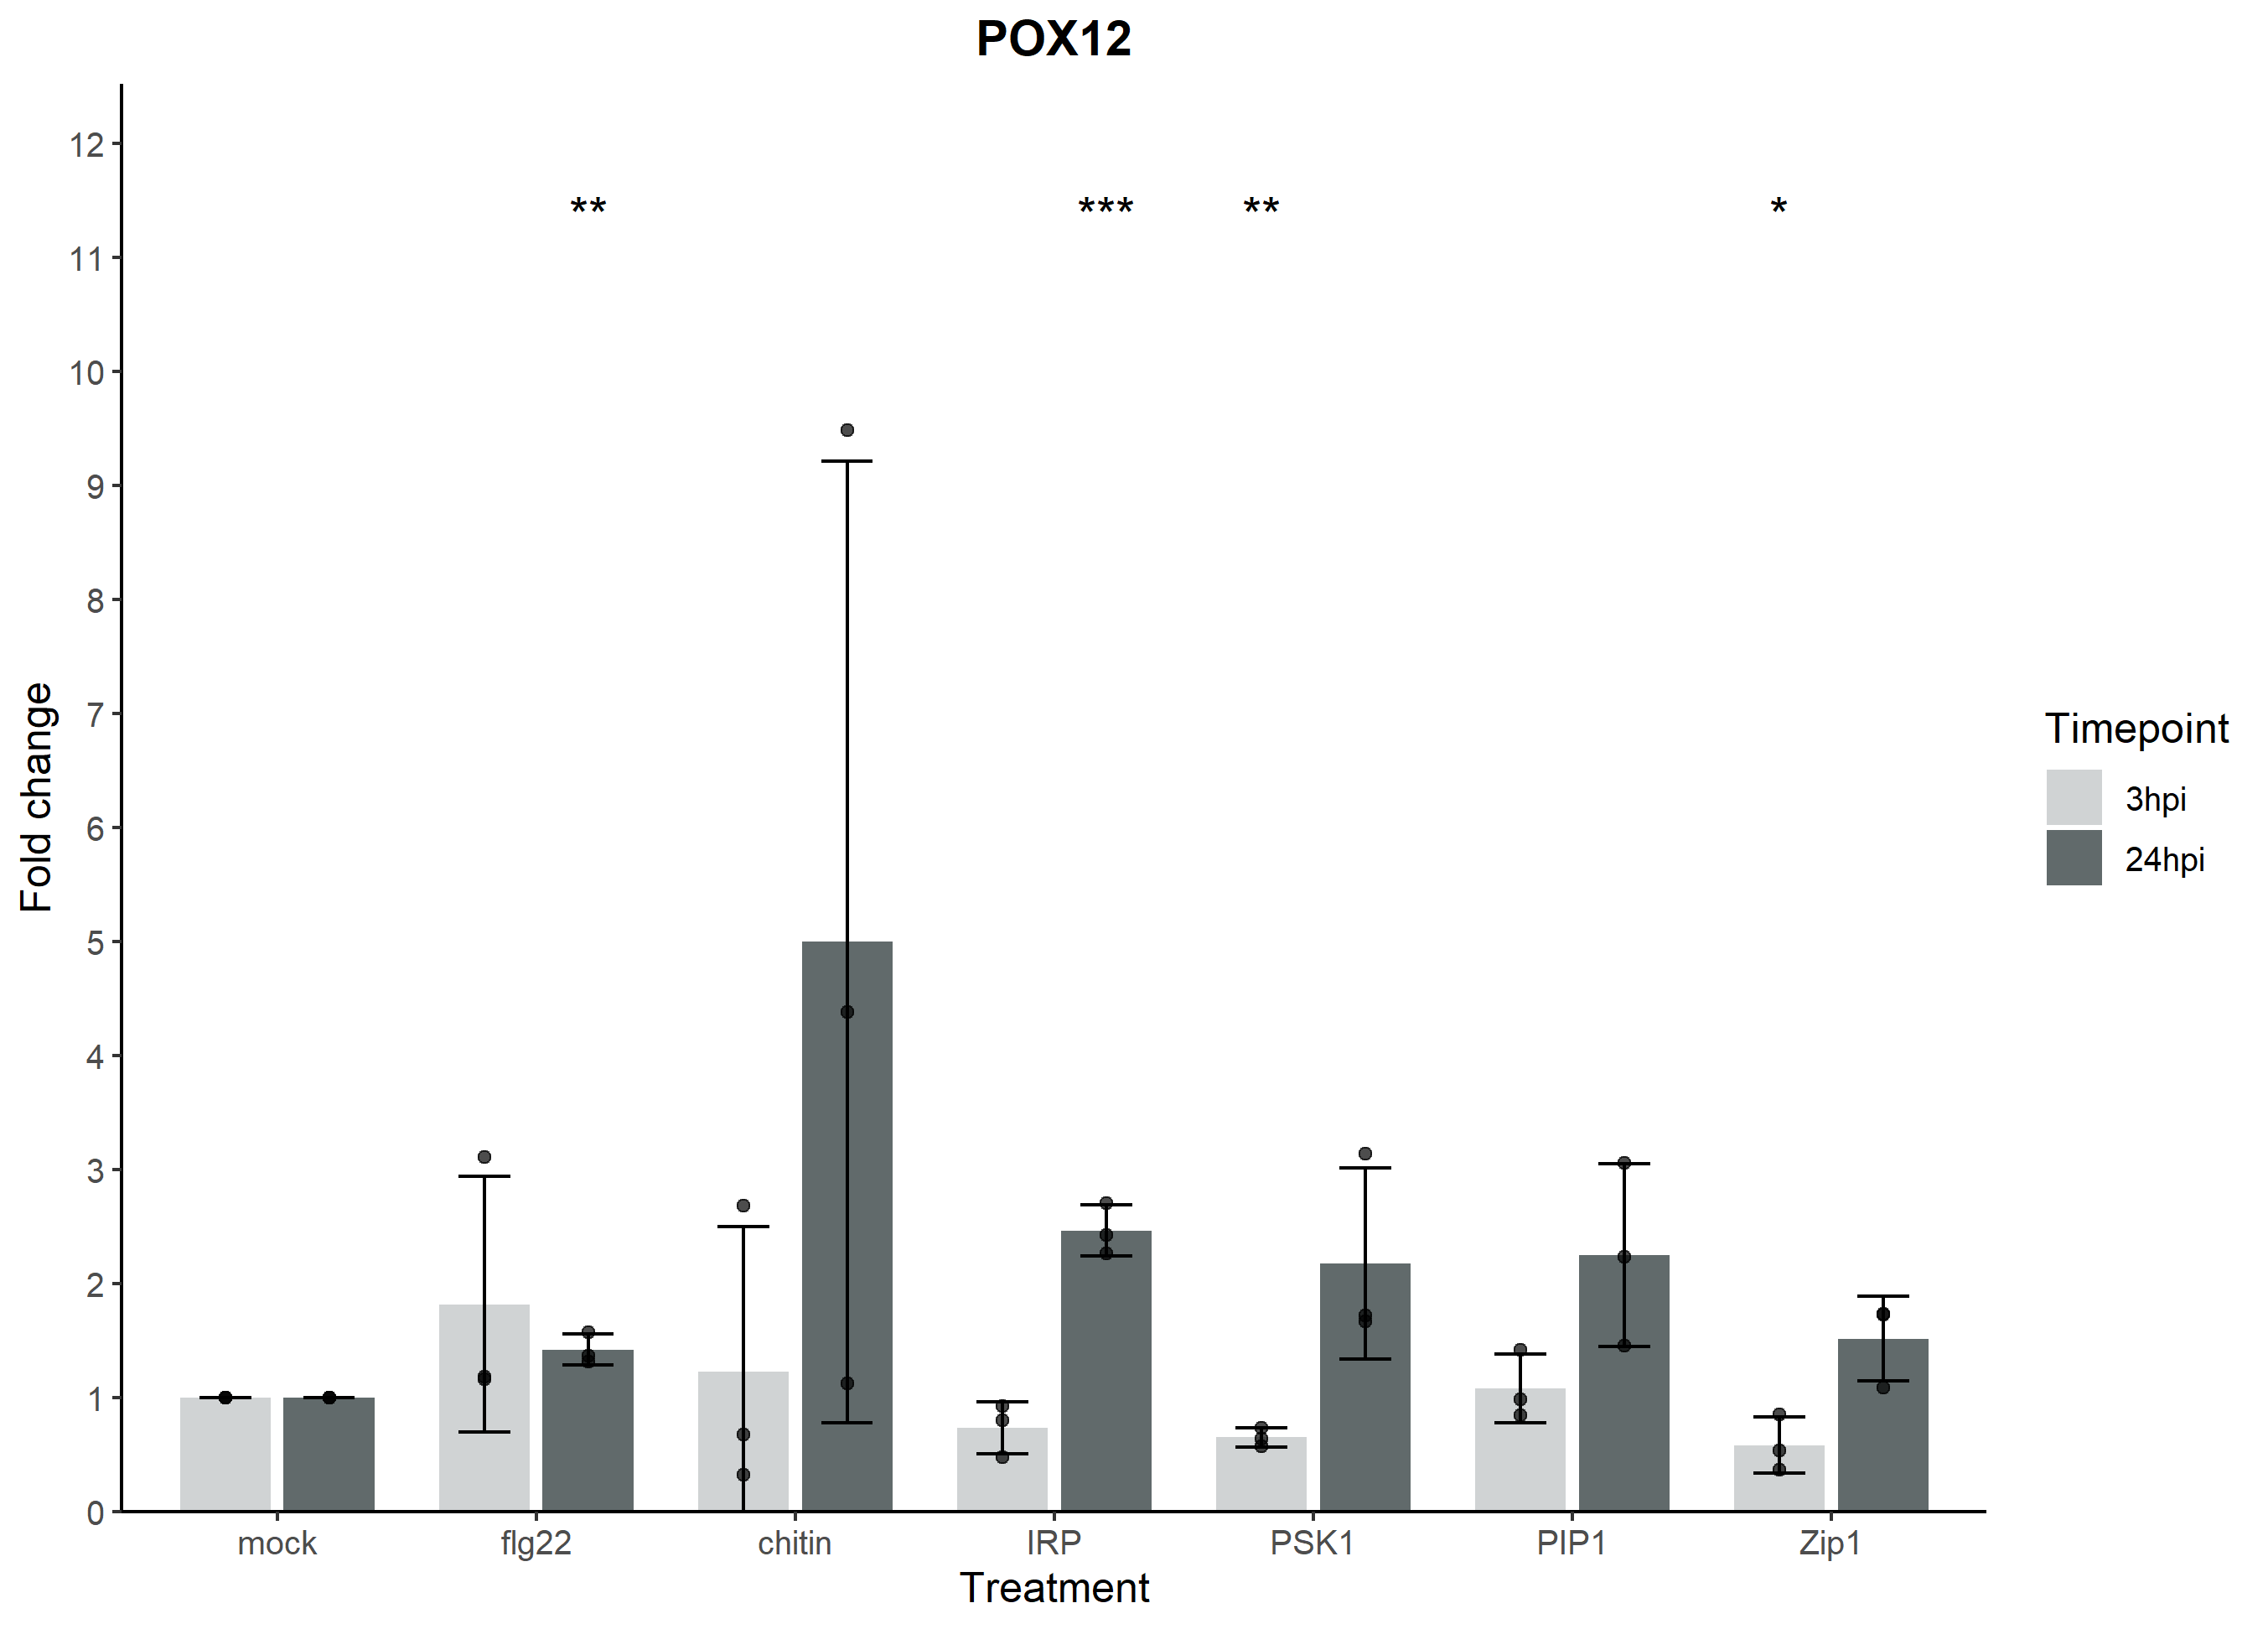 POX12
12
** *** ** *
11
10
9
8
7
6
5
4
3
2
1
0
Fold change
mock flg22 chitin IRP PSK1 PIP1 Zip1
Treatment
Timepoint
3hpi
24hpi